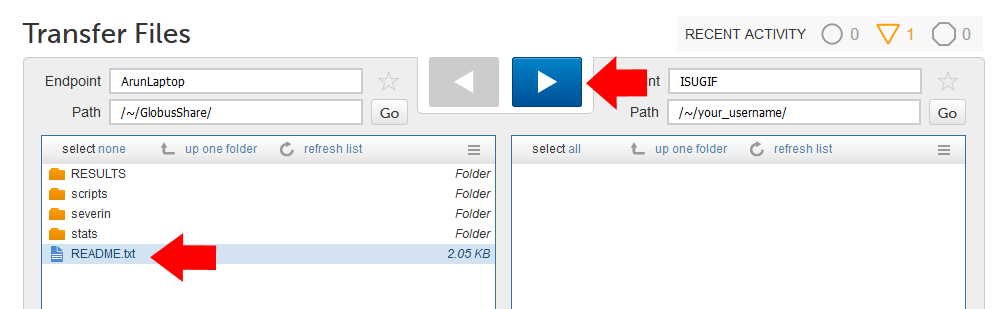 Transfer Files
RECENT ACTIVITY 0 1 0
Endpoint ArunLaptop
Path /~/GlobusShare/ Go
nt ISUGIF
Path /~/your_username/ Go
select none up one folder refresh list
RESULTS Folder
scripts Folder
severin Folder
stats Folder
README.txt 2.05 KB
select all up one folder refresh list